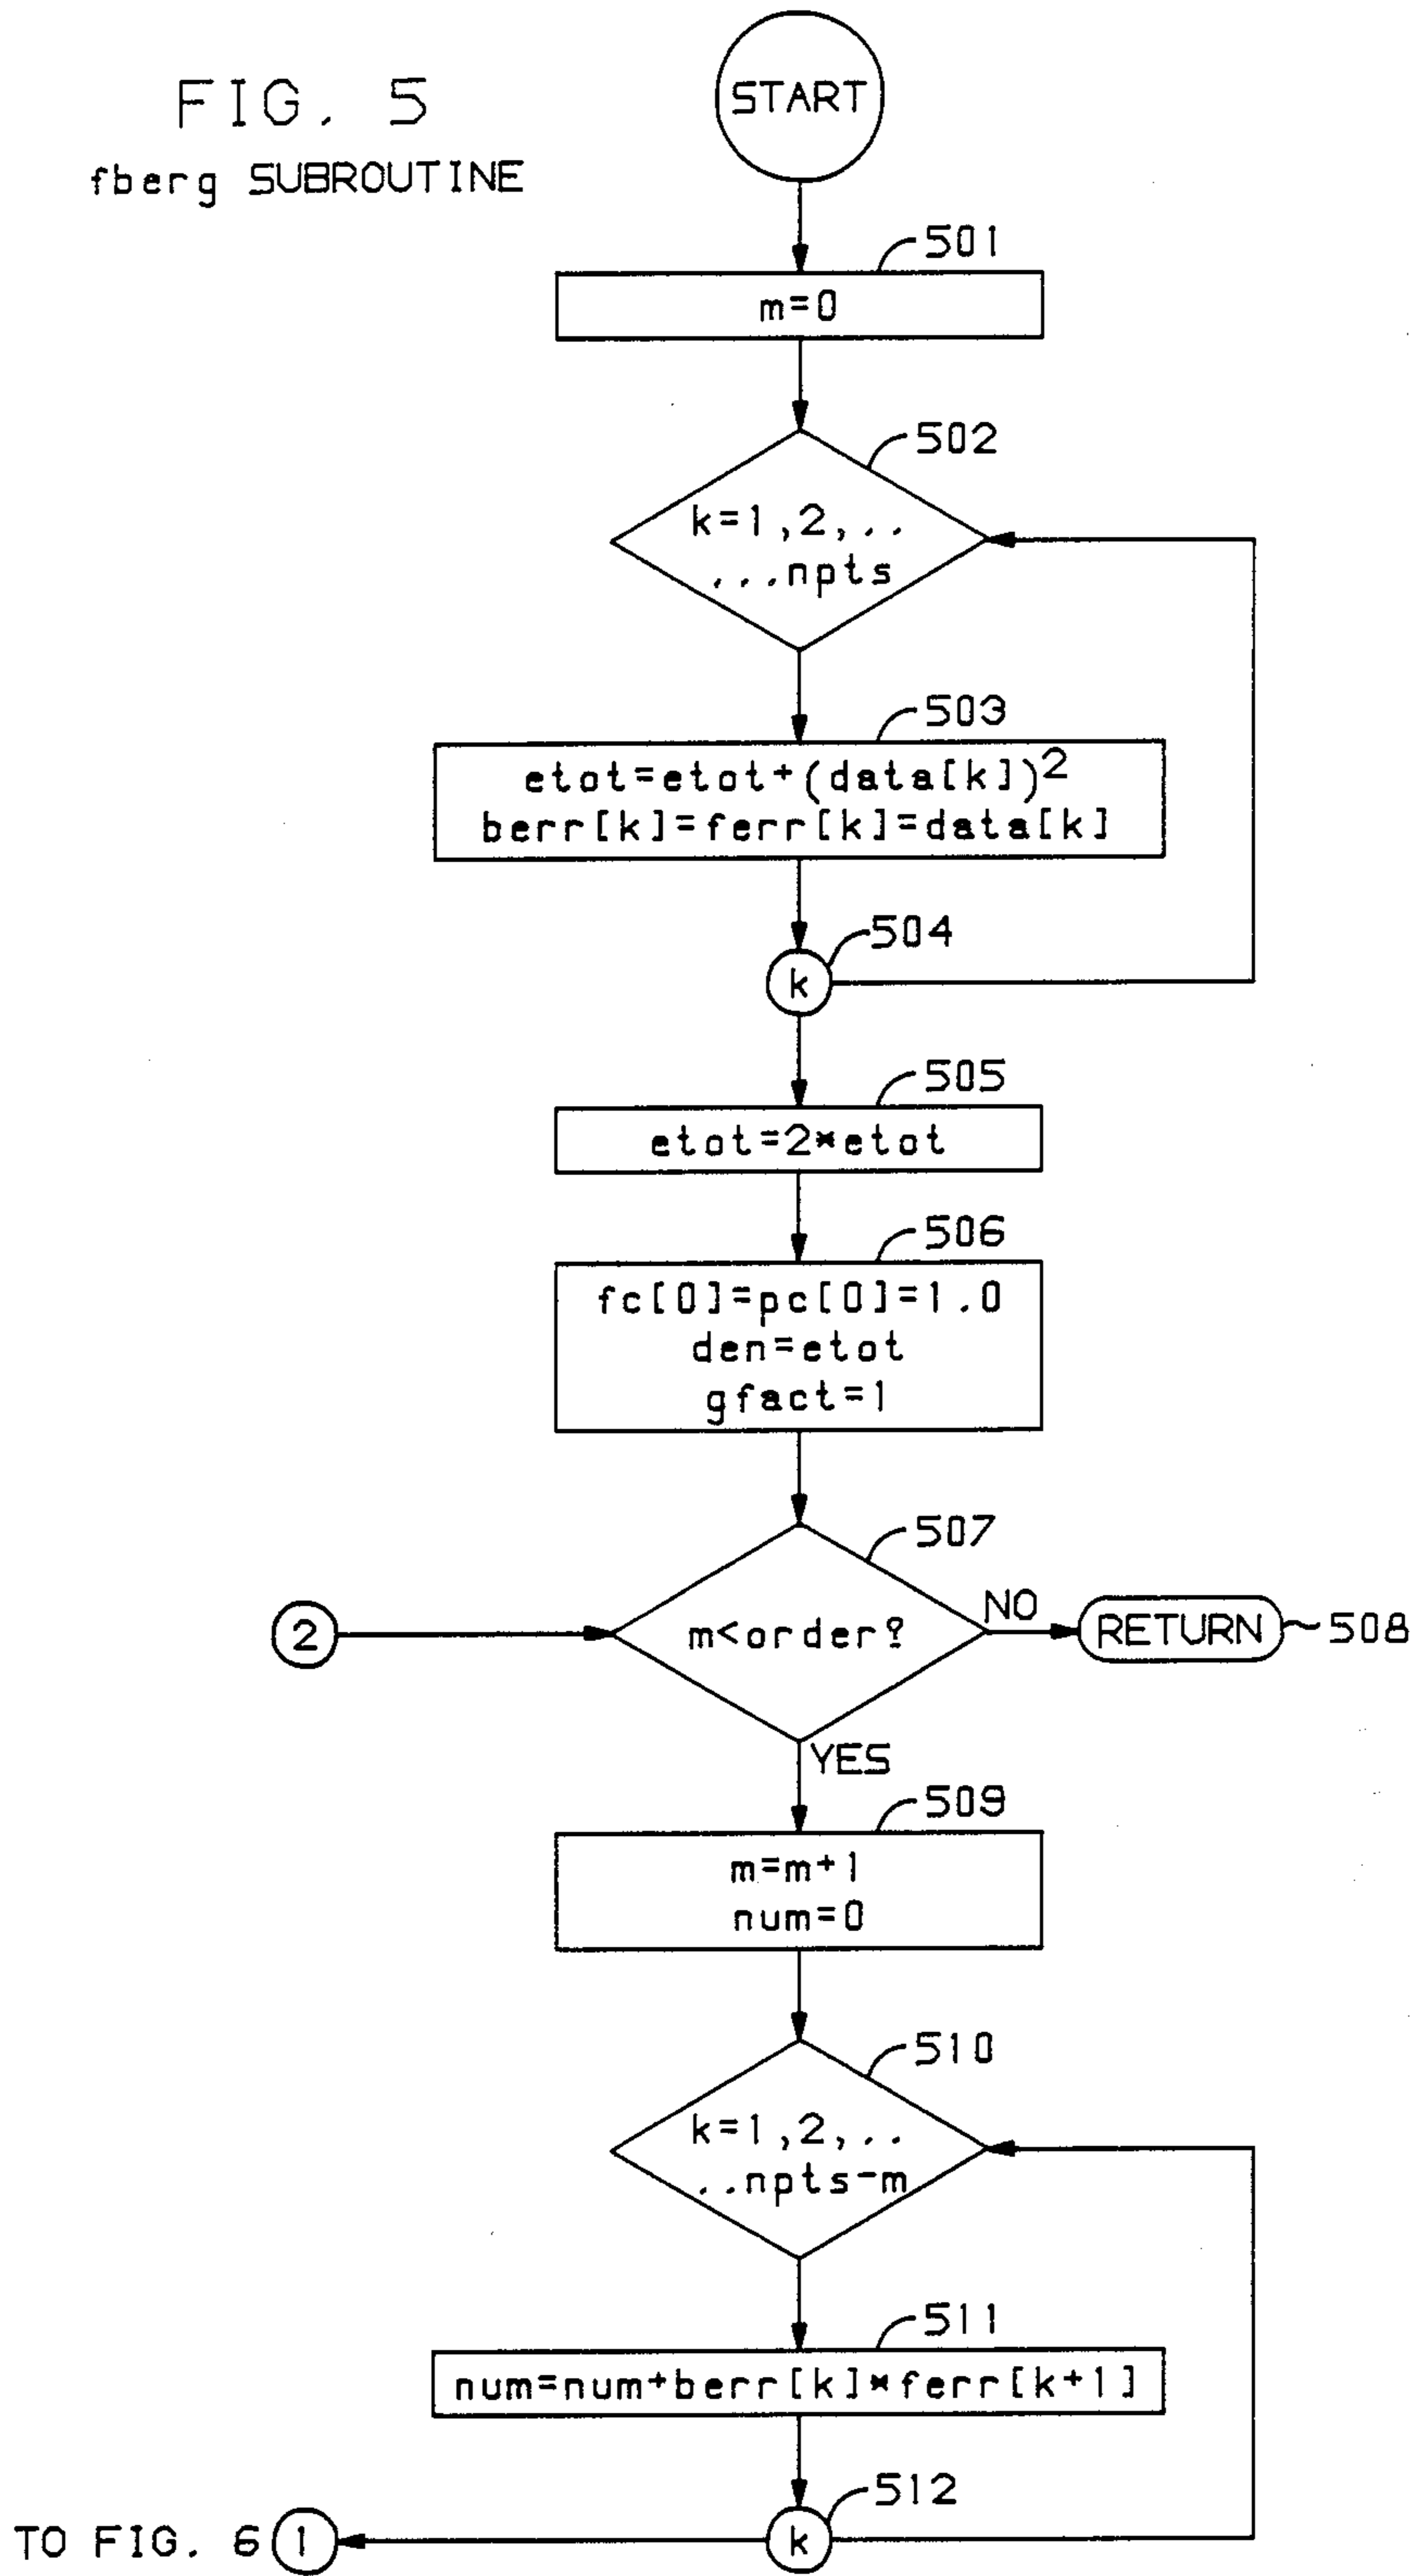 FIG. 5
fberg SUBROUTINE
START
501
m=0
502
k=1,2,..
...npts
503
etot=etot+(data[k])²
berr[k]=ferr[k]=data[k]
504
k
505
etot=2*etot
506
fc[0]=pc[0]=1.0
den=etot
gfact=1
507
2
m<order?
NO
RETURN
508
YES
509
m=m+1
num=0
510
k=1,2,..
..npts-m
511
num=num+berr[k]*ferr[k+1]
512
TO FIG. 6
1
k